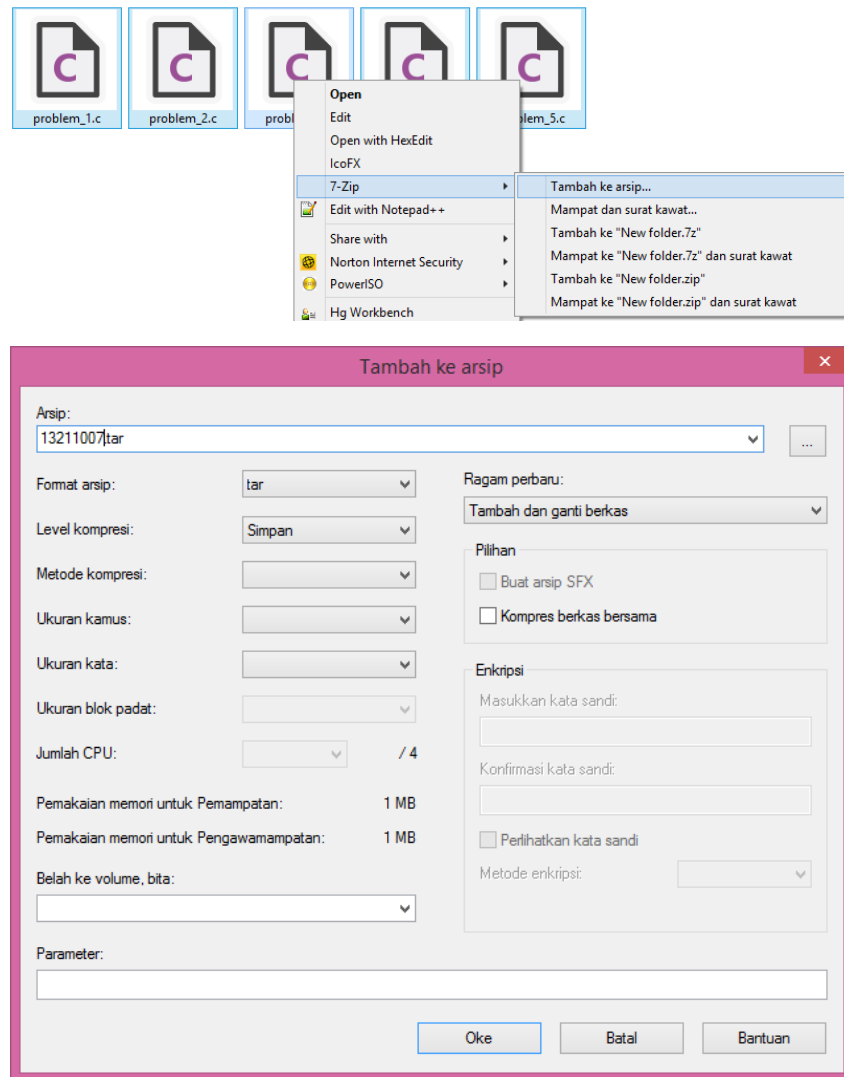 C
C
C
C
C
problem_1.c
problem_2.c
probl
lem_5.c
Open
Edit
Open with HexEdit
IcoFX
7-Zip
Edit with Notepad++
Share with
Norton Internet Security
PowerISO
Hg Workbench
Tambah ke arsip...
Mampat dan surat kawat...
Tambah ke "New folder.7z"
Mampat ke "New folder.7z" dan surat kawat
Tambah ke "New folder.zip"
Mampat ke "New folder.zip" dan surat kawat
Tambah ke arsip
Arsip:
13211007.tar
...
Format arsip:
tar
Level kompresi:
Simpan
Metode kompresi:
Ukuran kamus:
Ukuran kata:
Ukuran blok padat:
Jumlah CPU:
/ 4
Pemakaian memori untuk Pemampatan:
1 MB
Pemakaian memori untuk Pengawamampatan:
1 MB
Belah ke volume, bita:
Ragam perbaru:
Tambah dan ganti berkas
Pilihan
Buat arsip SFX
Kompres berkas bersama
Enkripsi
Masukkan kata sandi:
Konfirmasi kata sandi:
Perlihatkan kata sandi
Metode enkripsi:
Parameter:
Oke
Batal
Bantuan